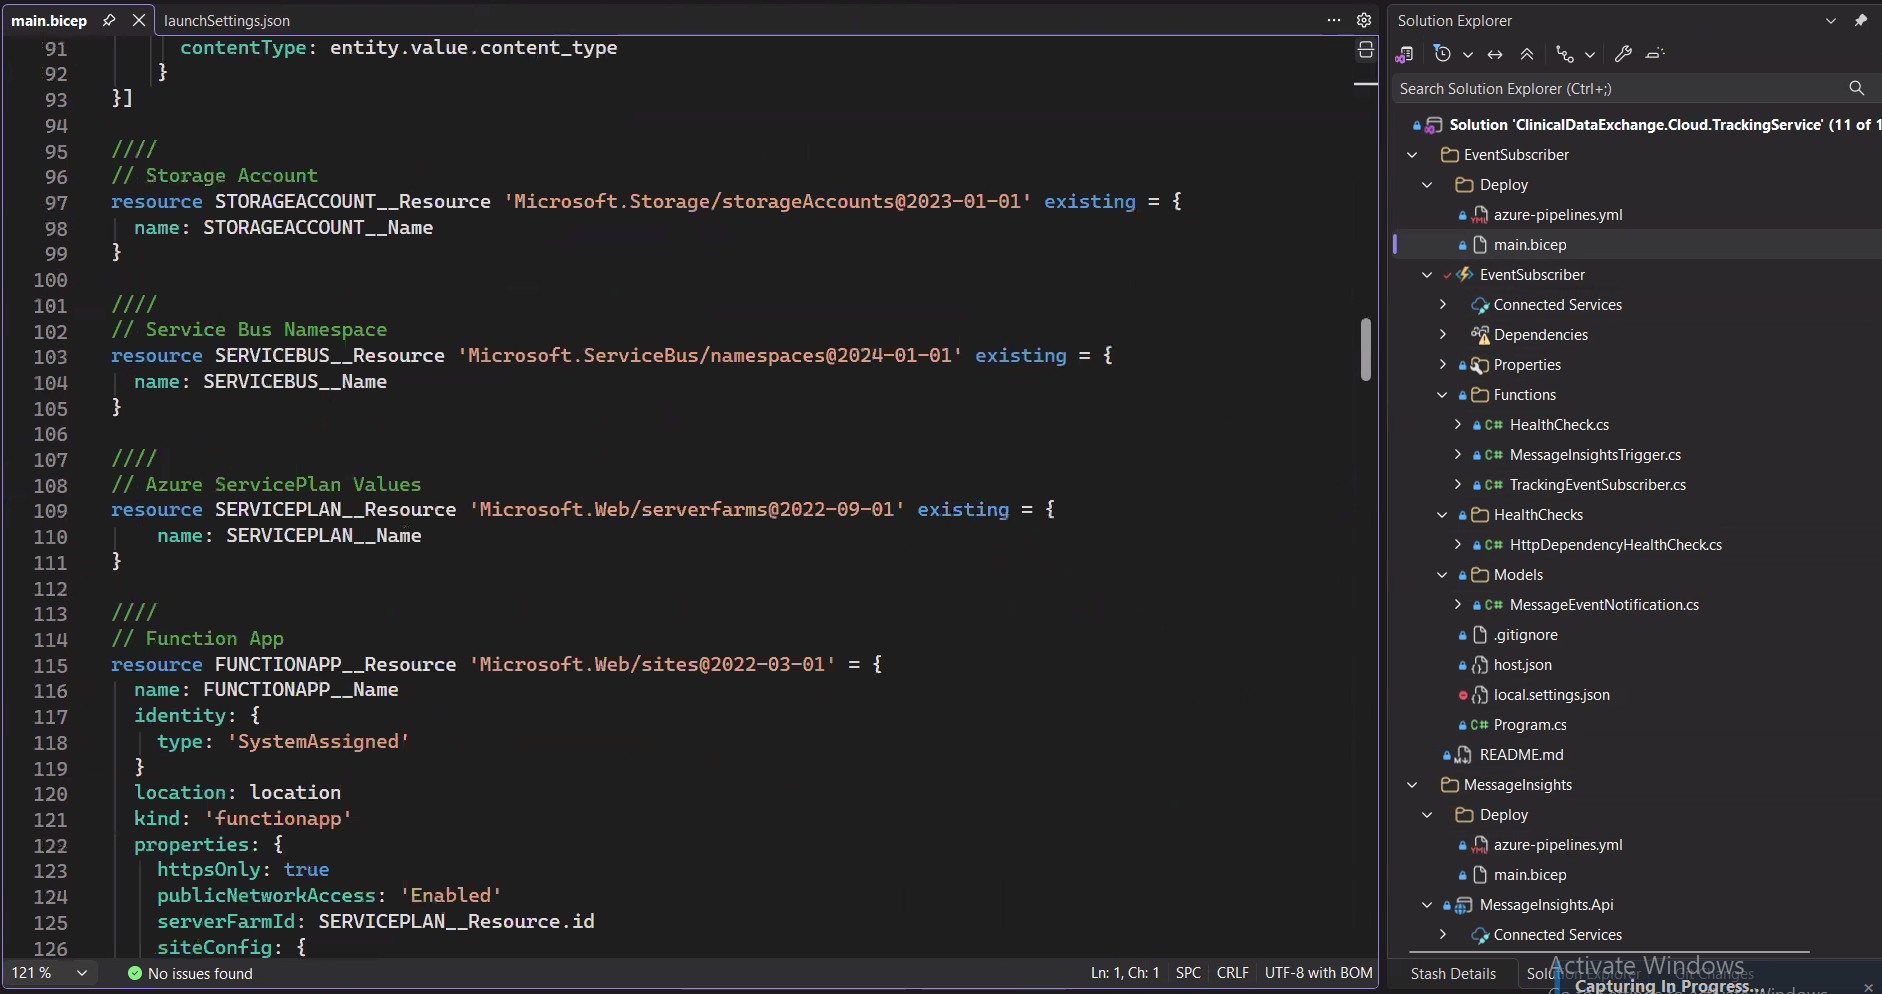 main.bicep
launchSettings.json
91 contentType: entity.value.content_type
92 }
93 }]
94
95 ////
96 // Storage Account
97 resource STORAGEACCOUNT__Resource 'Microsoft.Storage/storageAccounts@2023-01-01' existing = {
98 name: STORAGEACCOUNT__Name
99 }
100
101 ////
102 // Service Bus Namespace
103 resource SERVICEBUS__Resource 'Microsoft.ServiceBus/namespaces@2024-01-01' existing = {
104 name: SERVICEBUS__Name
105 }
106
107 ////
108 // Azure ServicePlan Values
109 resource SERVICEPLAN__Resource 'Microsoft.Web/serverfarms@2022-09-01' existing = {
110 name: SERVICEPLAN__Name
111 }
112
113 ////
114 // Function App
115 resource FUNCTIONAPP__Resource 'Microsoft.Web/sites@2022-03-01' = {
116 name: FUNCTIONAPP__Name
117 identity: {
118 type: 'SystemAssigned'
119 }
120 location: location
121 kind: 'functionapp'
122 properties: {
123 httpsOnly: true
124 publicNetworkAccess: 'Enabled'
125 serverFarmId: SERVICEPLAN__Resource.id
126 siteConfig: {
121 %
No issues found
Ln: 1, Ch: 1 SPC CRLF UTF-8 with BOM
Solution Explorer
Search Solution Explorer (Ctrl+;)
Solution 'ClinicalDataExchange.Cloud.TrackingService' (11 of 1
EventSubscriber
Deploy
azure-pipelines.yml
main.bicep
EventSubscriber
Connected Services
Dependencies
Properties
Functions
C# HealthCheck.cs
C# MessageInsightsTrigger.cs
C# TrackingEventSubscriber.cs
HealthChecks
C# HttpDependencyHealthCheck.cs
Models
C# MessageEventNotification.cs
.gitignore
host.json
local.settings.json
C# Program.cs
README.md
MessageInsights
Deploy
azure-pipelines.yml
main.bicep
MessageInsights.Api
Connected Services
Stash Details
Solution Explorer
Git Changes
Activate Windows
Capturing In Progress...